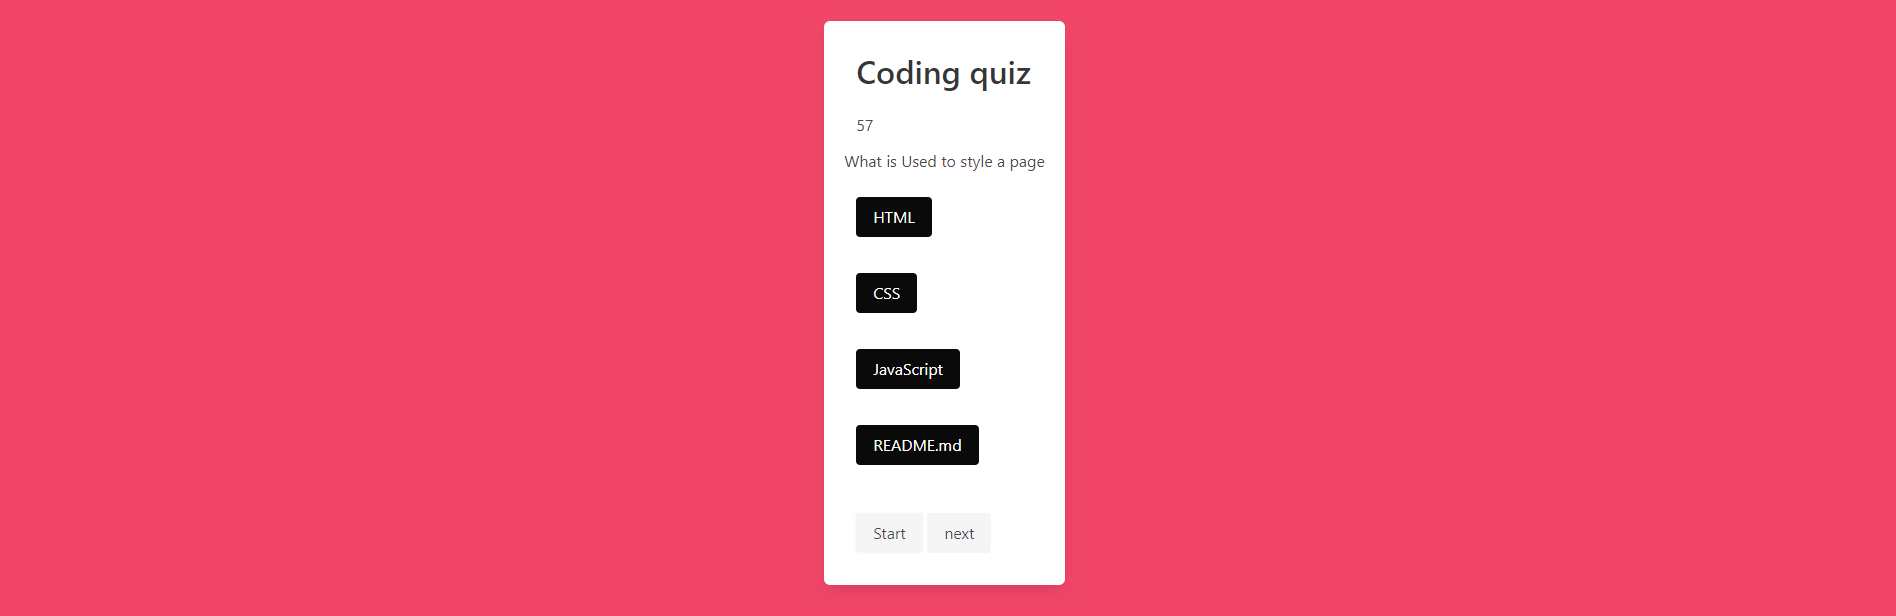 Coding quiz
57
What is Used to style a page
HTML
CSS
JavaScript
README.md
Start next